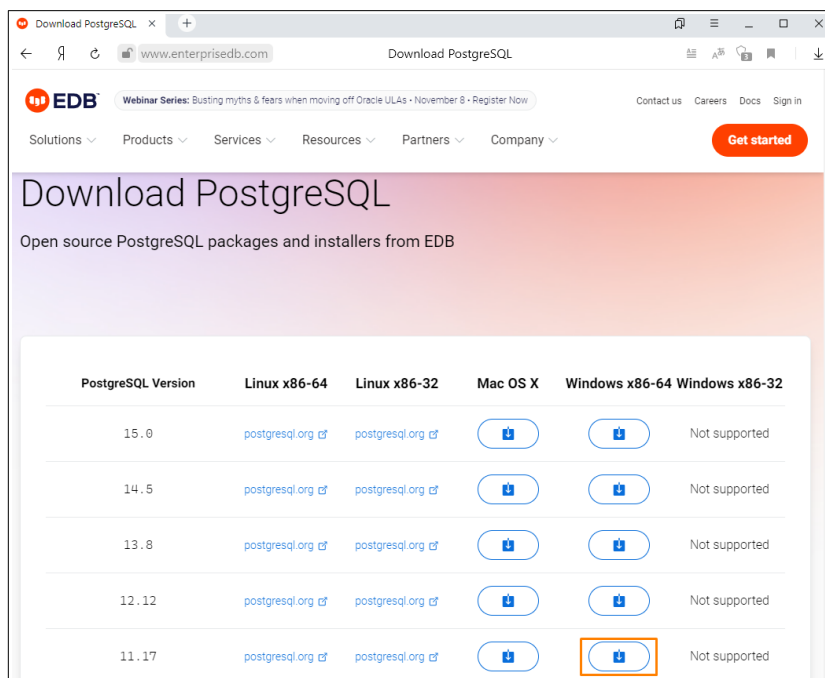 Download PostgreSQL
www.enterprisedb.com Download PostgreSQL
EDB Webinar Series: Busting myths & fears when moving off Oracle ULAs • November 8 • Register Now Contact us Careers Docs Sign in
Solutions Products Services Resources Partners Company Get started
Download PostgreSQL
Open source PostgreSQL packages and installers from EDB
PostgreSQL Version Linux x86-64 Linux x86-32 Mac OS X Windows x86-64 Windows x86-32
15.0 postgresql.org postgresql.org Not supported
14.5 postgresql.org postgresql.org Not supported
13.8 postgresql.org postgresql.org Not supported
12.12 postgresql.org postgresql.org Not supported
11.17 postgresql.org postgresql.org Not supported